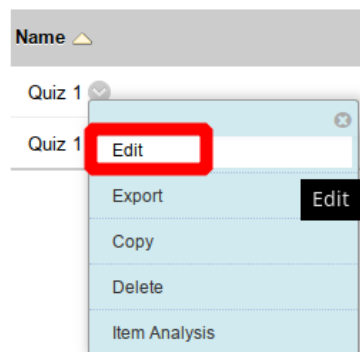 Name
Quiz 1
Quiz 1
Edit
Export
Edit
Copy
Delete
Item Analysis